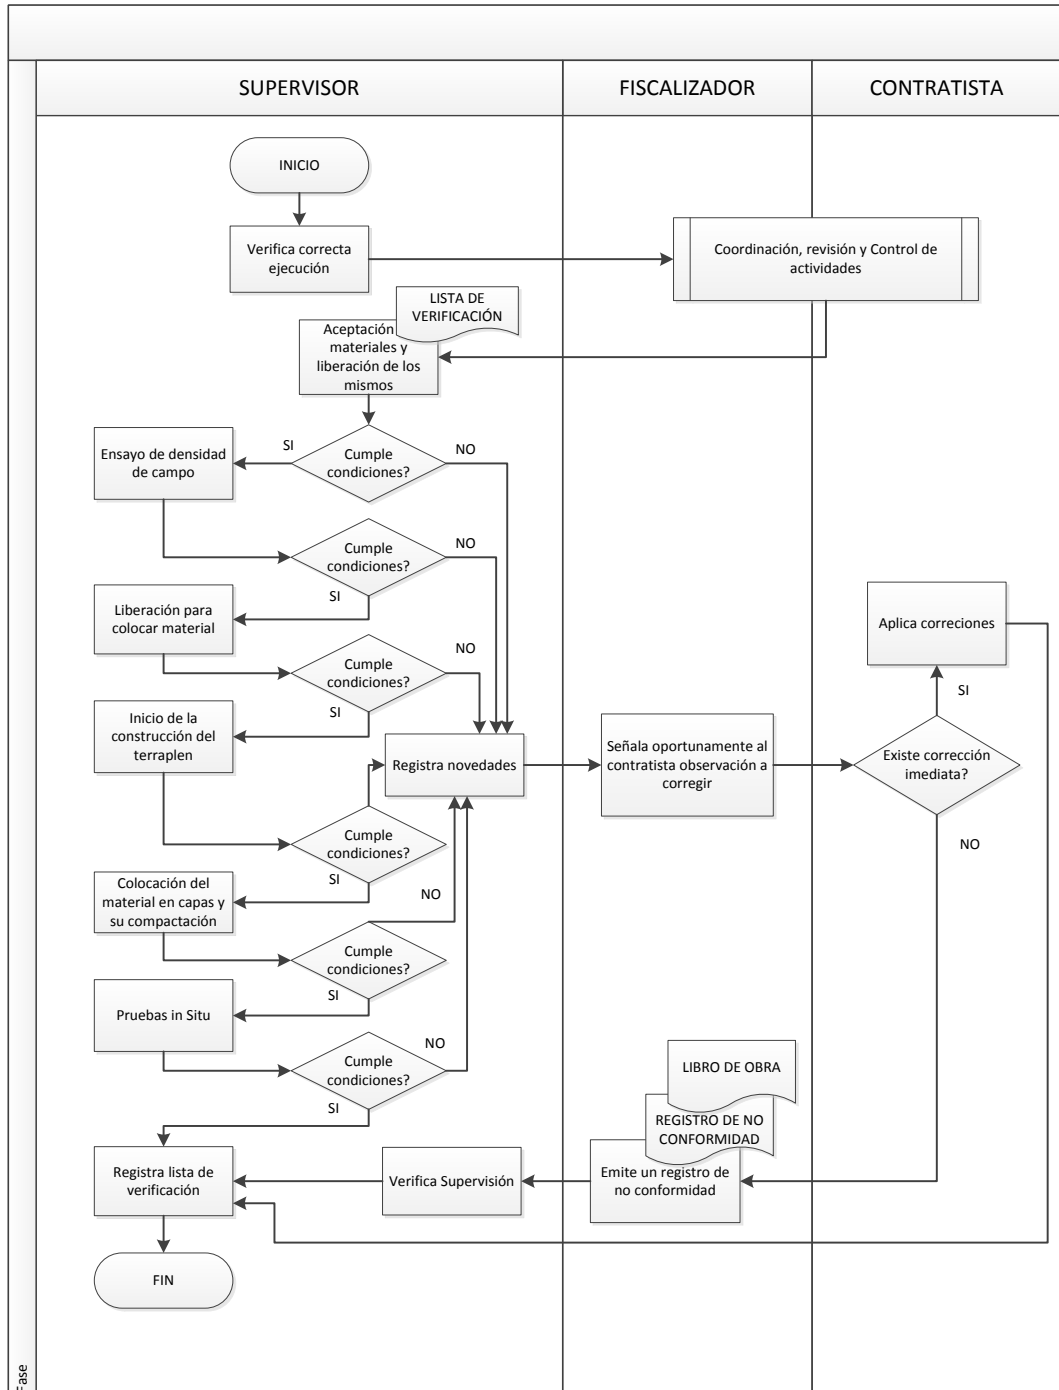 SUPERVISOR
FISCALIZADOR
CONTRATISTA
INICIO
Verifica correcta
ejecución
Coordinación, revisión y Control de
actividades
LISTA DE
VERIFICACIÓN
Aceptación
materiales y
liberación de los
mismos
SI
Cumple
condiciones?
NO
Ensayo de densidad
de campo
Cumple
condiciones?
NO
SI
Liberación para
colocar material
Cumple
condiciones?
NO
SI
Aplica correciones
SI
Inicio de la
construcción del
terraplen
Registra novedades
Señala oportunamente al
contratista observación a
corregir
Existe corrección
imediata?
NO
Cumple
condiciones?
SI
NO
Colocación del
material en capas y
su compactación
Cumple
condiciones?
SI
Pruebas in Situ
NO
Cumple
condiciones?
SI
LIBRO DE OBRA
REGISTRO DE NO
CONFORMIDAD
Emite un registro de
no conformidad
Verifica Supervisión
Registra lista de
verificación
FIN
Fase